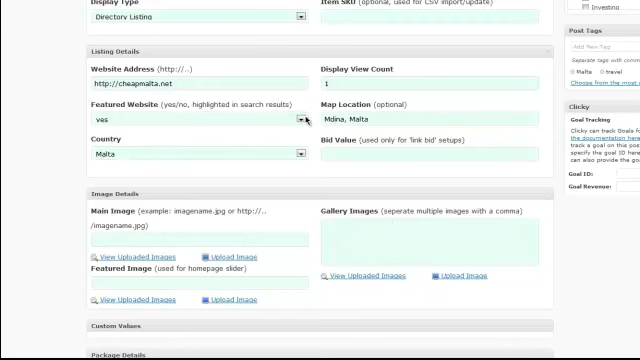 Display Type
Item SKU (optional, used for CSV import/update)
Directory Listing
Investing
Listing Details
Website Address (http://..)
Display View Count
http://cheapmalta.net
1
Featured Website (yes/no, highlighted in search results)
Map Location (optional)
yes
Mdina, Malta
Country
Bid Value (used only for 'link bid' setups)
Malta
Image Details
Main Image (example: imagename.jpg or http://..
/imagename.jpg)
Gallery Images (seperate multiple images with a comma)
View Uploaded Images
Upload Image
Featured Image (used for homepage slider)
View Uploaded Images
Upload Image
View Uploaded Images
Upload Image
Custom Values
Package Details
Post Tags
Add New Tag
Separate tags with comm
Malta
travel
Choose from the most
Clicky
Goal Tracking
Clicky can track Goals fo
the documentation here
track a goal on this pos
specify the goal ID here
can also provide the goa
Goal ID:
Goal Revenue: